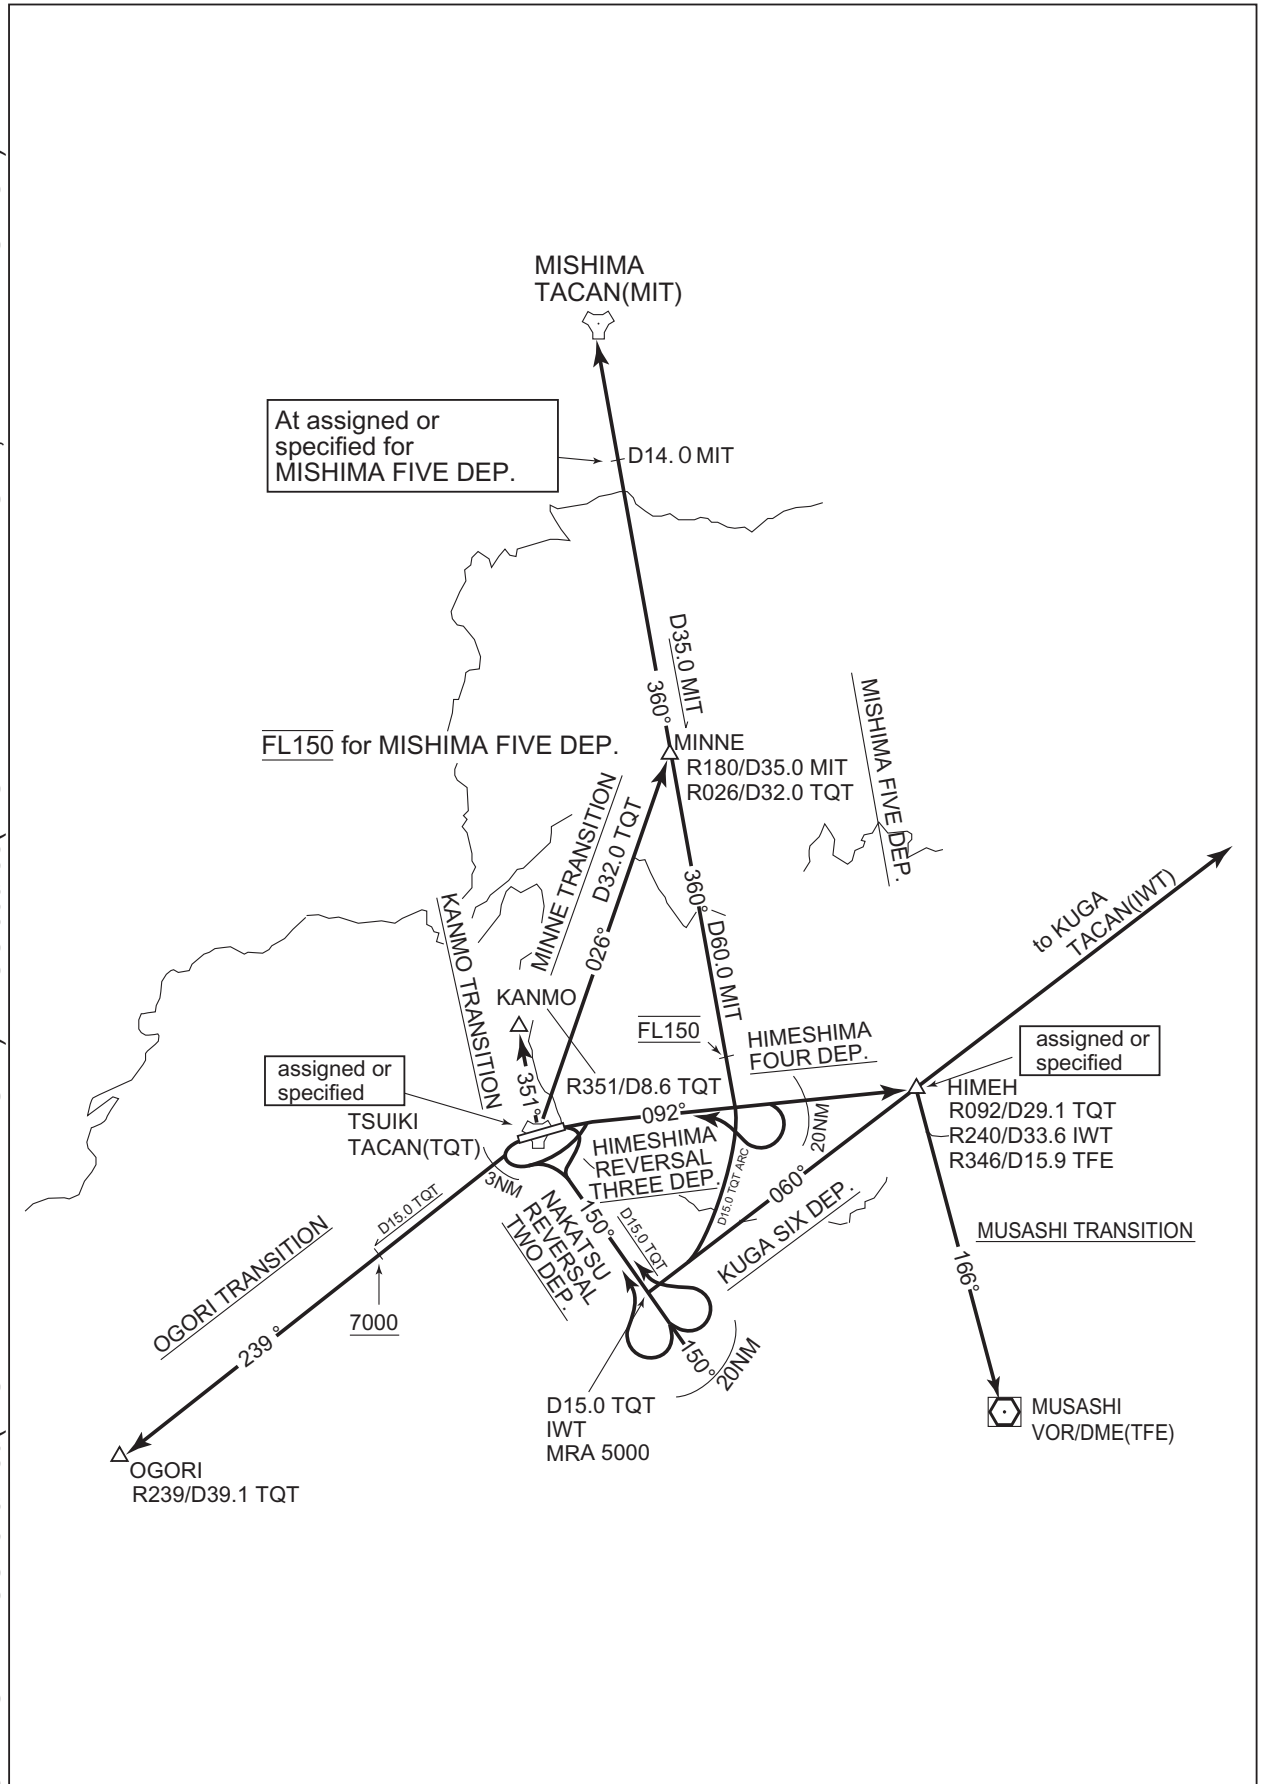 MISHIMA
TACAN(MIT)
At assigned or
specified for
MISHIMA FIVE DEP.
D14.0 MIT
D35.0 MIT
360°
FL150 for MISHIMA FIVE DEP.
MINNE
R180/D35.0 MIT
R026/D32.0 TQT
MISHIMA FIVE DEP.
MINNE TRANSITION
D32.0 TQT
026°
360°
D60.0 MIT
KANMO TRANSITION
to KUGA
TACAN(IWT)
KANMO
351°
R351/D8.6 TQT
FL150
HIMESHIMA
FOUR DEP.
assigned or
specified
assigned or
specified
HIMEH
R092/D29.1 TQT
R240/D33.6 IWT
R346/D15.9 TFE
TSUIKI
TACAN(TQT)
092°
20NM
HIMESHIMA
REVERSAL
THREE DEP.
3NM
D15.0 TQT ARC
060°
KUGA SIX DEP.
NAKATSU
REVERSAL
TWO DEP.
150°
D15.0 TQT
D15.0 TQT
MUSASHI TRANSITION
166°
OGORI TRANSITION
7000
239°
150°
20NM
D15.0 TQT
IWT
MRA 5000
MUSASHI
VOR/DME(TFE)
OGORI
R239/D39.1 TQT